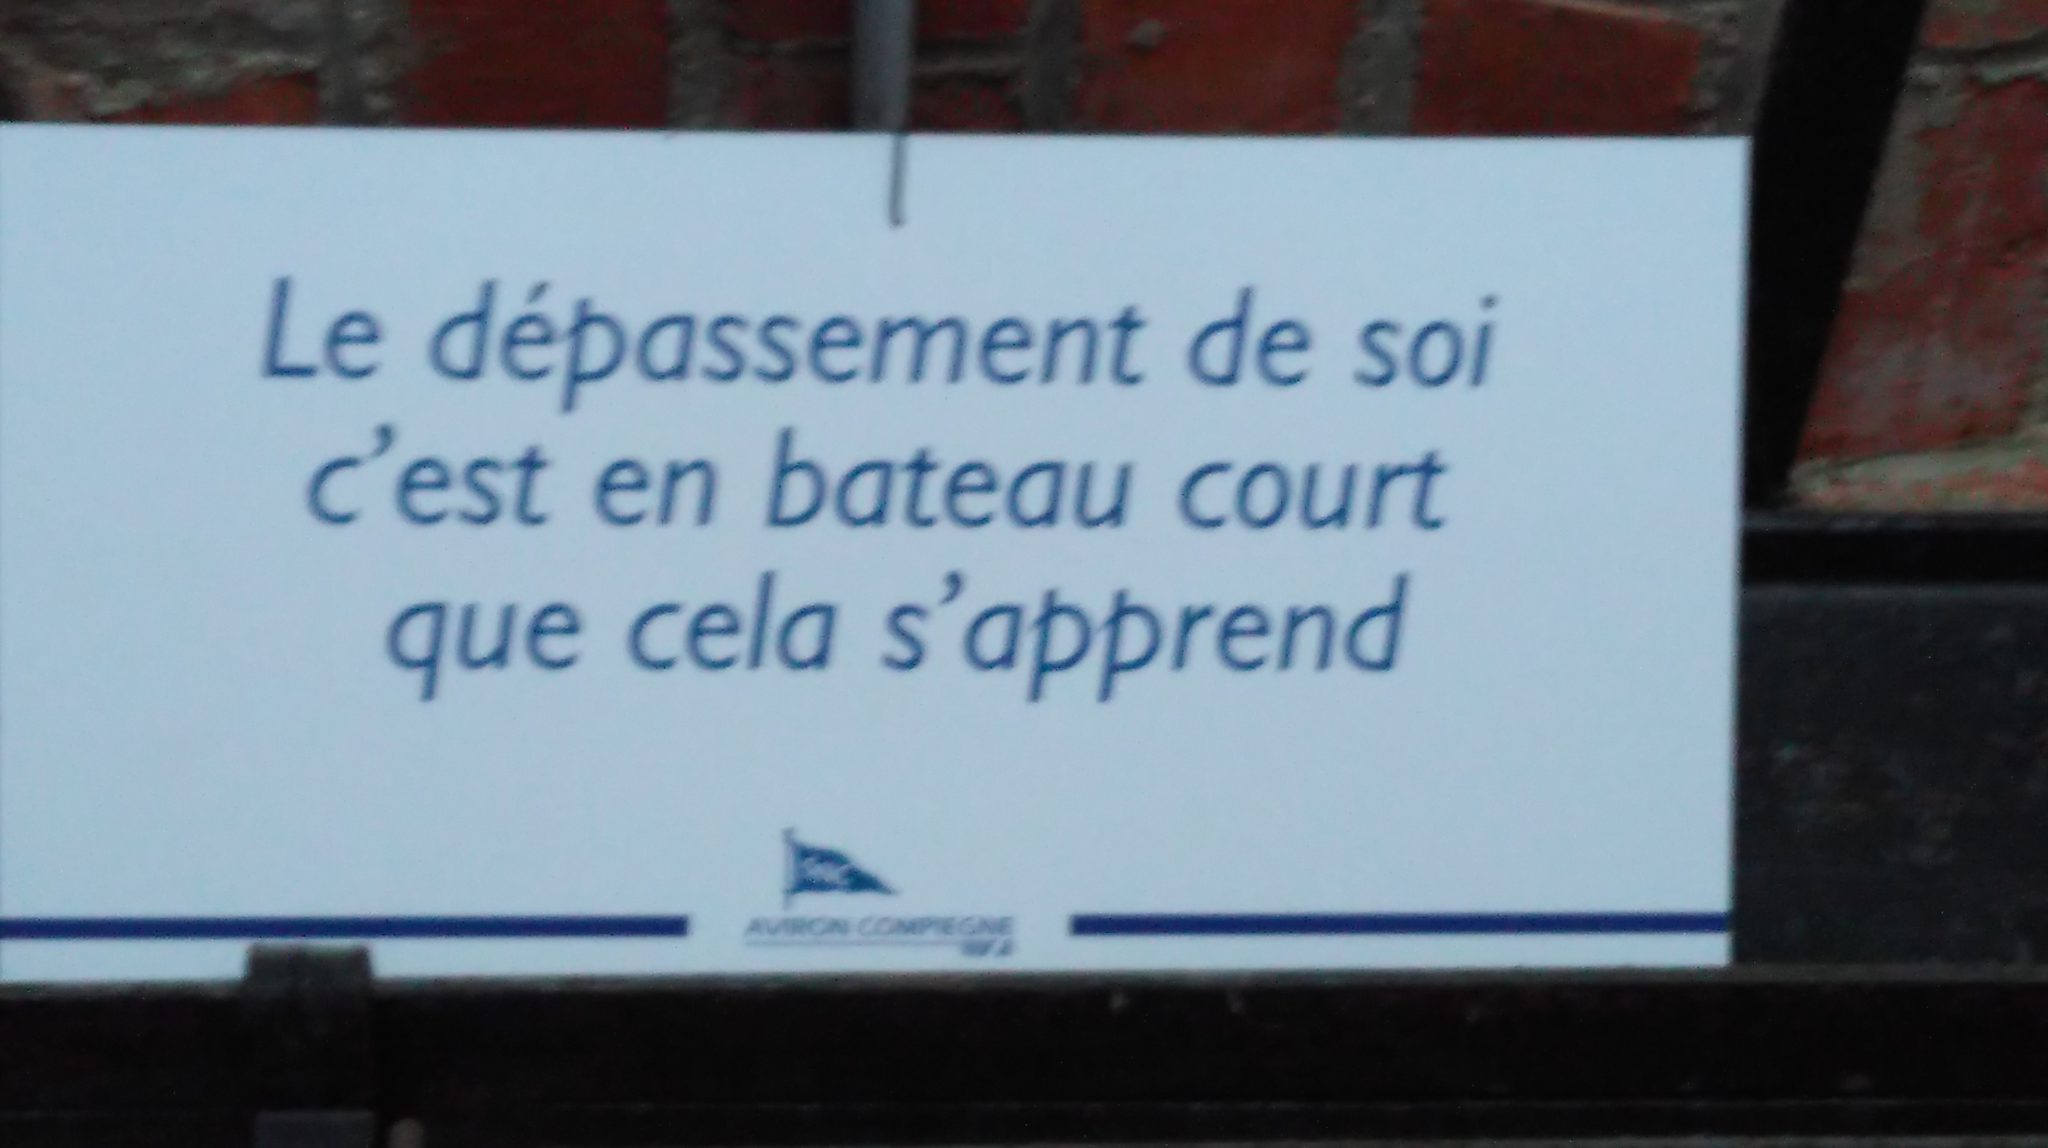 Le dépassement de soi
c’est en bateau court
que cela s’apprend
AVIRON COMPIEGNE